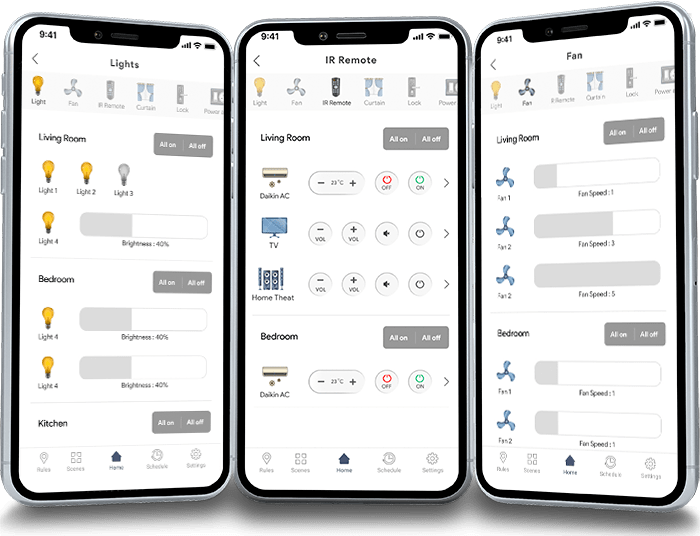 9:41
Lights
Light Fan IR Remote Curtain Lock Power
Living Room All on All off
Light 1 Light 2 Light 3
Light 4 Brightness : 40%
Bedroom All on All off
Light 4 Brightness : 40%
Light 4 Brightness : 40%
Kitchen All on All off
Rules Scenes Home Schedule Settings
9:41
IR Remote
Light Fan IR Remote Curtain Lock Power
Living Room All on All off
− 23°C + OFF ON
Daikin AC
− VOL + VOL
TV
− VOL + VOL
Home Theat
Bedroom All on All off
− 23°C + OFF ON
Daikin AC
Rules Scenes Home Schedule Settings
9:41
Fan
Light Fan IR Remote Curtain Lock Power
Living Room All on All off
Fan 1 Fan Speed : 1
Fan 2 Fan Speed : 3
Fan 2 Fan Speed : 5
Bedroom All on All off
Fan 1 Fan Speed : 1
Fan 2 Fan Speed : 1
Rules Scenes Home Schedule Settings